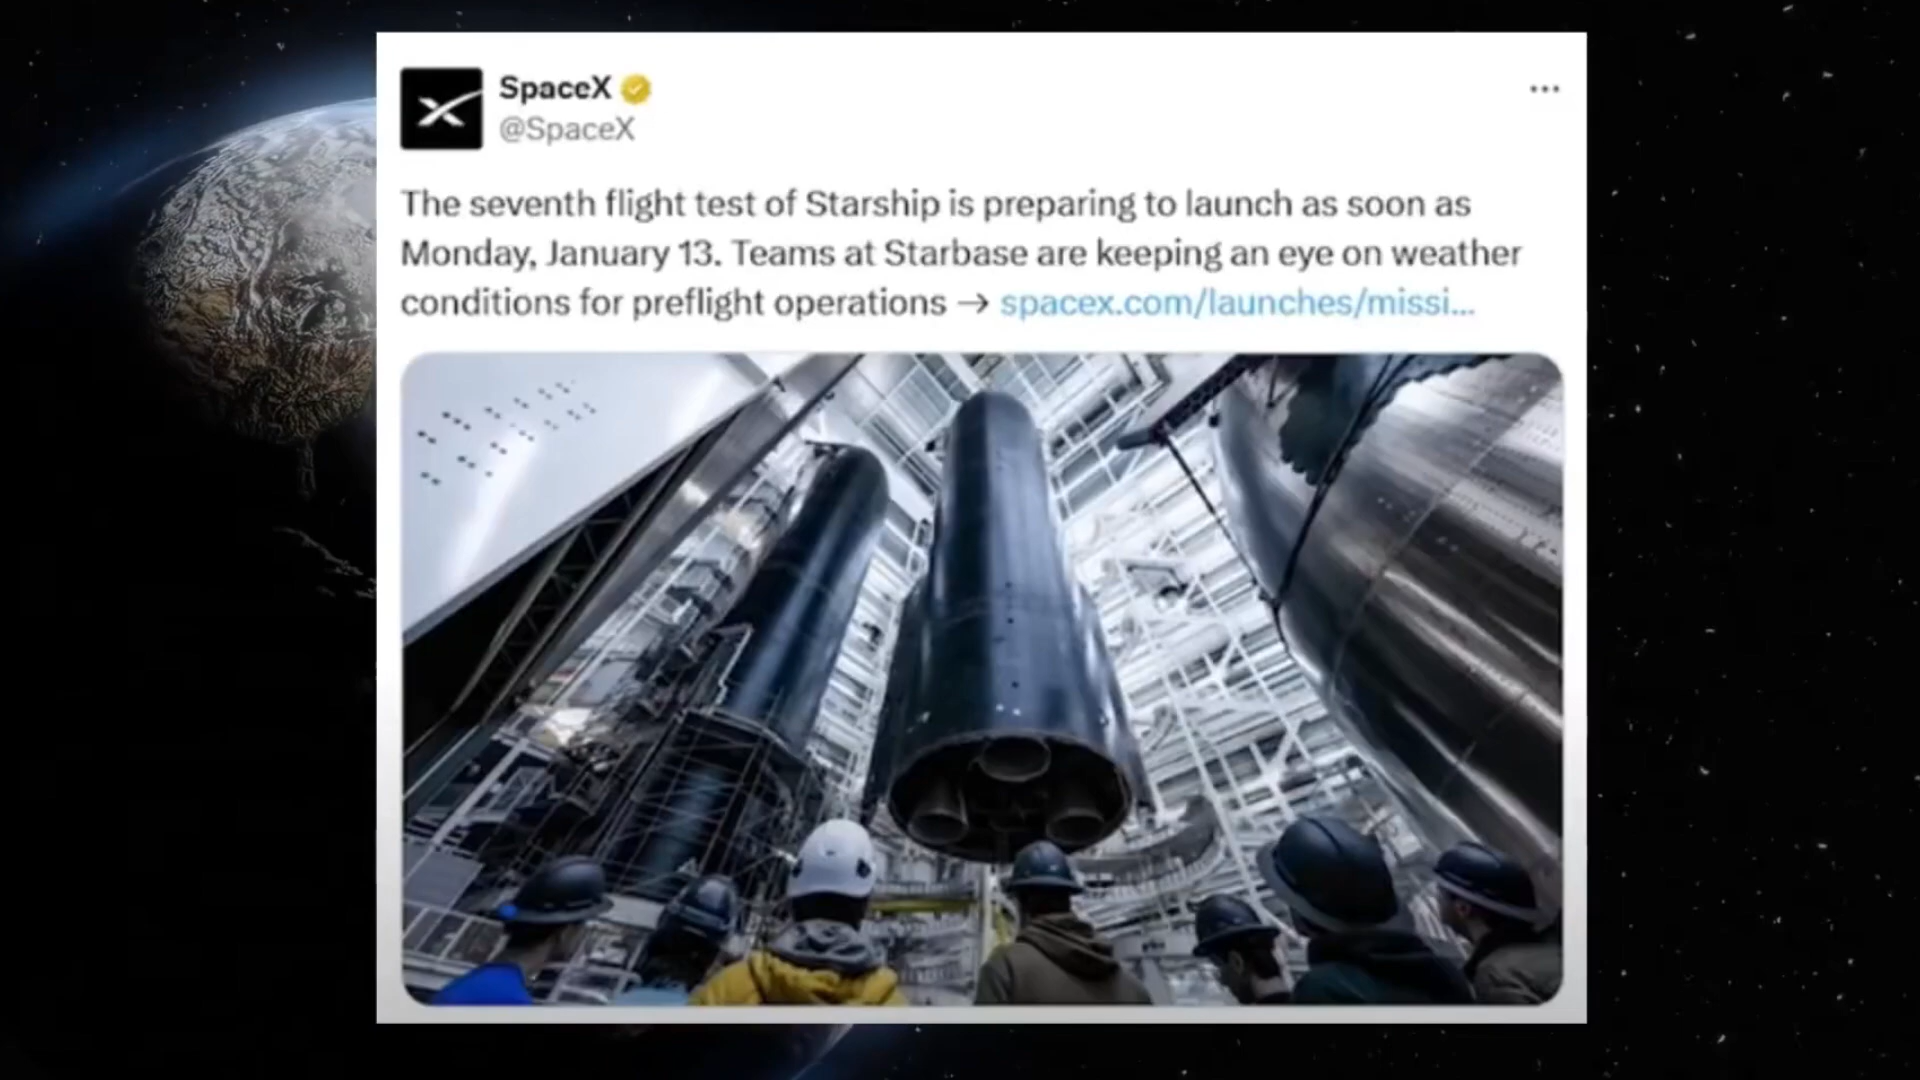 SpaceX
@SpaceX
The seventh flight test of Starship is preparing to launch as soon as
Monday, January 13. Teams at Starbase are keeping an eye on weather
conditions for preflight operations → spacex.com/launches/missi...